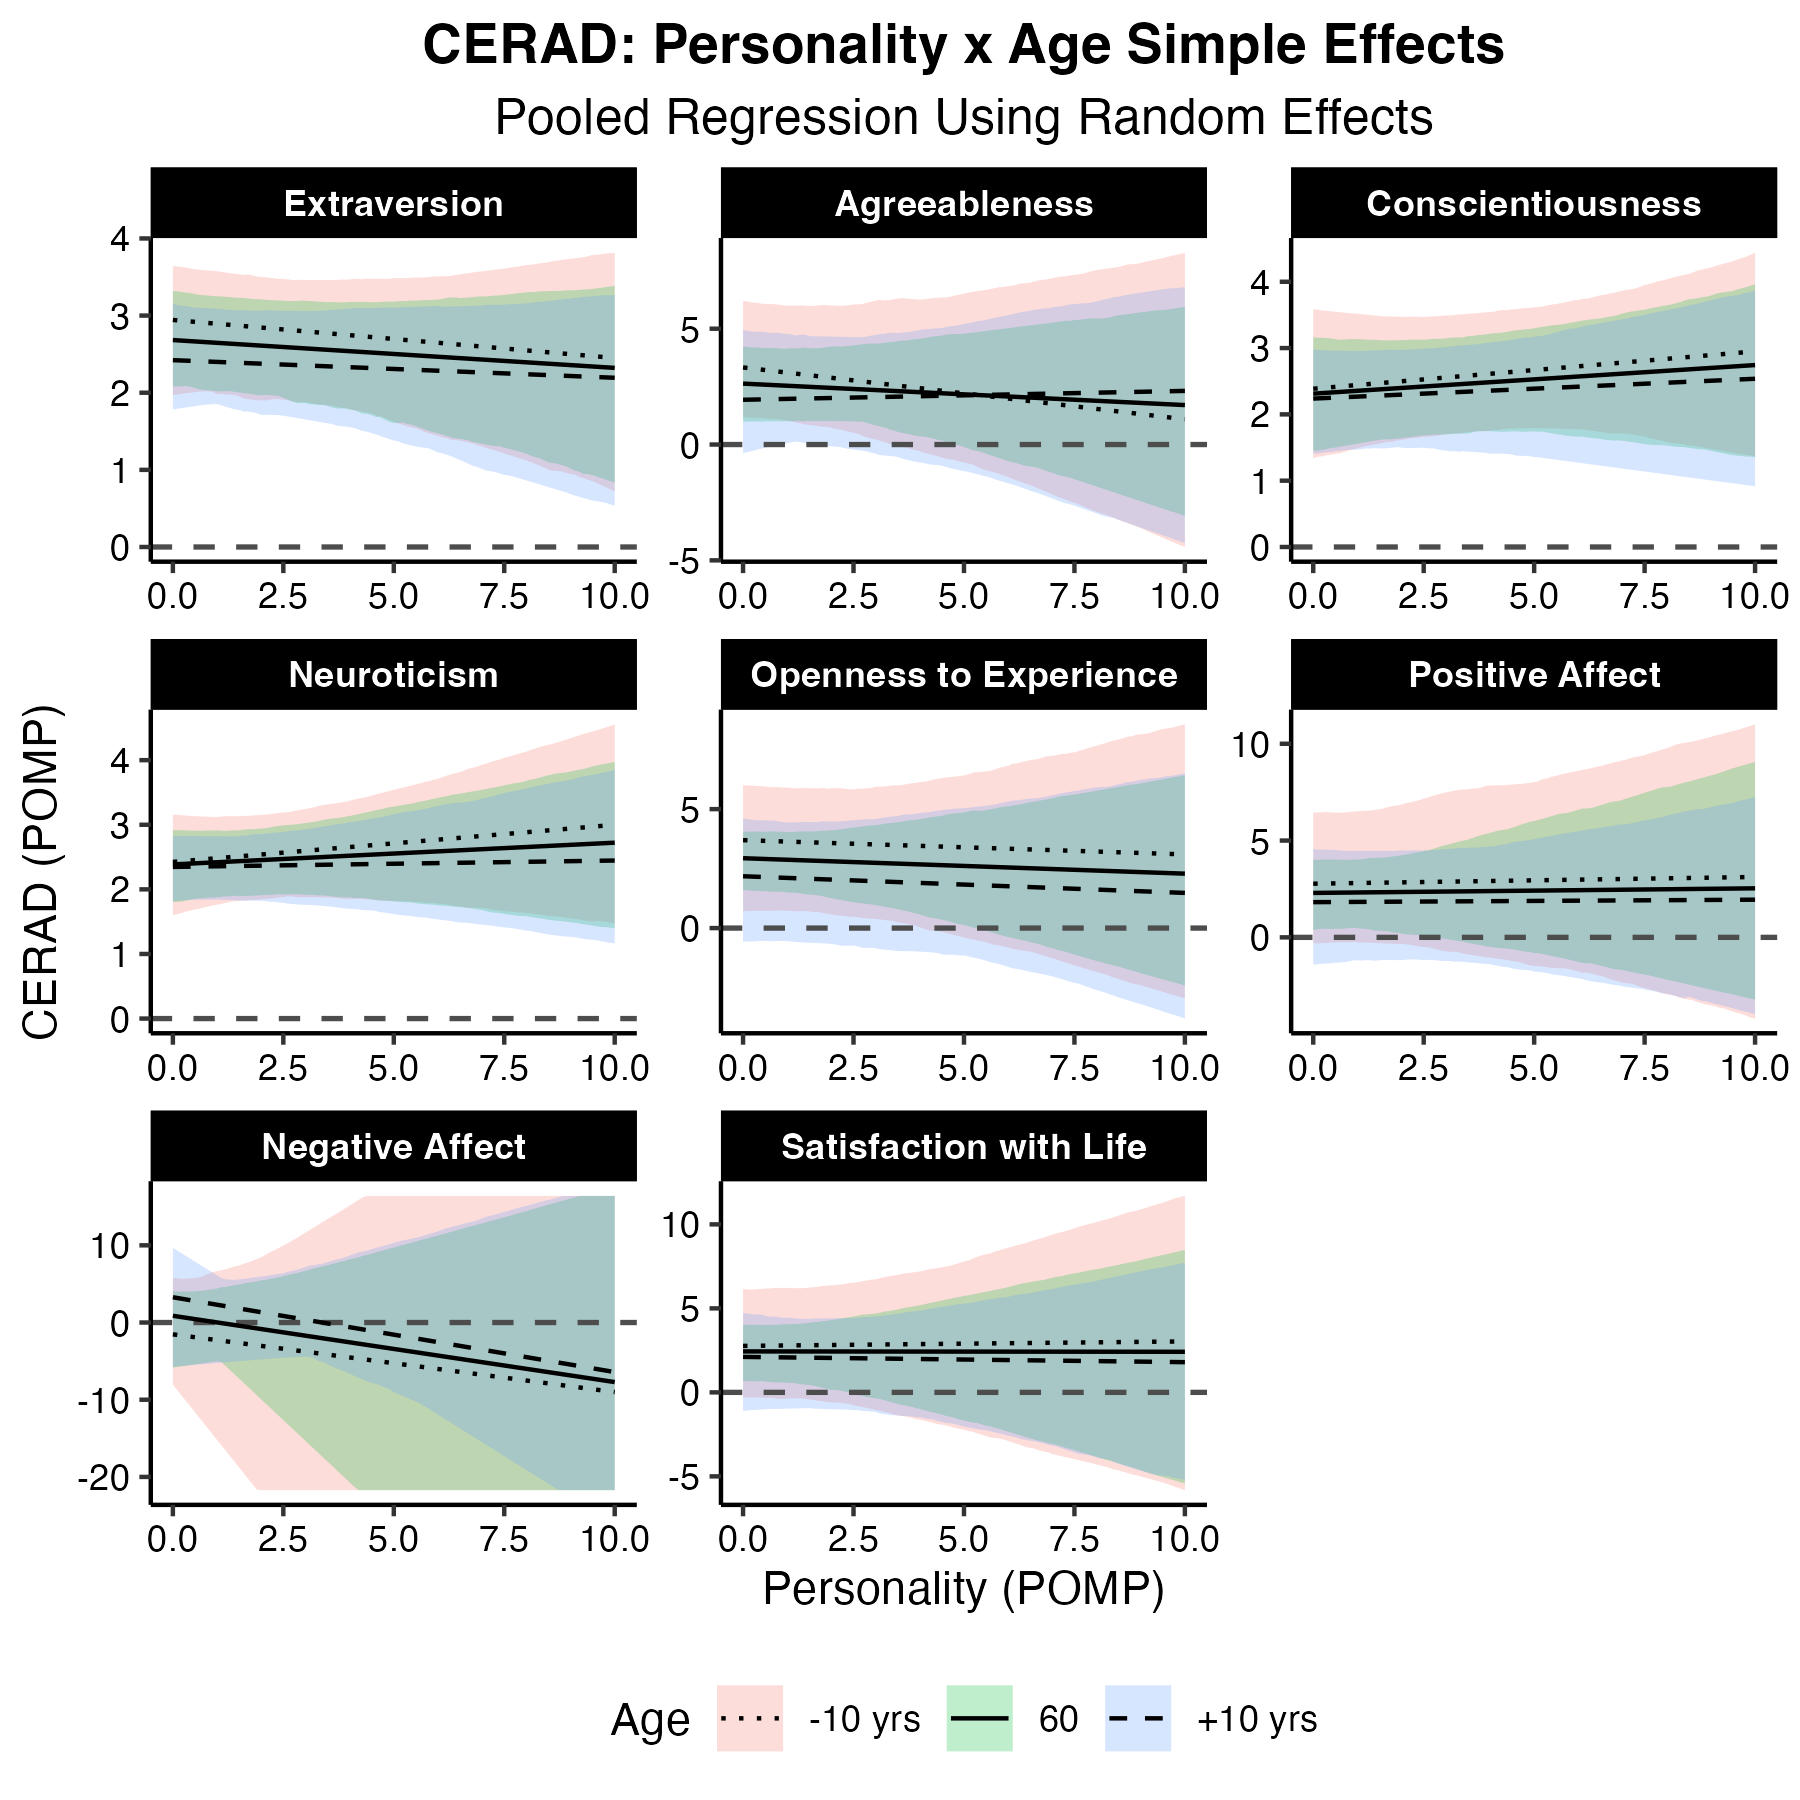 CERAD: Personality x Age Simple Effects
Pooled Regression Using Random Effects
Extraversion
Agreeableness
Conscientiousness
4
3
2
1
0
0.0 2.5 5.0 7.5 10.0
5
0
-5
0.0 2.5 5.0 7.5 10.0
4
3
2
1
0
0.0 2.5 5.0 7.5 10.0
CERAD (POMP)
Neuroticism
Openness to Experience
Positive Affect
4
3
2
1
0
0.0 2.5 5.0 7.5 10.0
5
0
0.0 2.5 5.0 7.5 10.0
10
5
0
0.0 2.5 5.0 7.5 10.0
Negative Affect
Satisfaction with Life
10
0
-10
-20
0.0 2.5 5.0 7.5 10.0
10
5
0
-5
0.0 2.5 5.0 7.5 10.0
Personality (POMP)
Age -10 yrs 60 +10 yrs